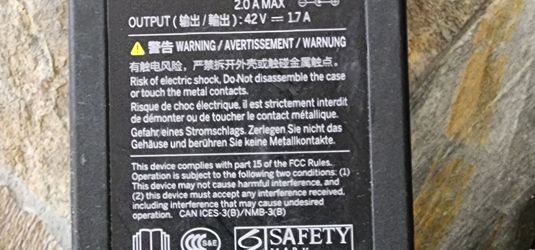 2.0 A MAX
OUTPUT (输出 / 輸出): 42 V ⎓ 1.7 A
⚠ 警告 WARNING / AVERTISSEMENT / WARNUNG
有触电风险，严禁拆开外壳或触碰金属触点。
Risk of electric shock, Do Not disassemble the case
or touch the metal contacts.
Risque de choc électrique, il est strictement interdit
de démonter ou de toucher le contact métallique.
Gefahr eines Stromschlags. Zerlegen Sie nicht das
Gehäuse und berühren Sie keine Metallkontakte.
This device complies with part 15 of the FCC Rules.
Operation is subject to the following two conditions: (1)
This device may not cause harmful interference, and
(2) this device must accept any interference received,
including interference that may cause undesired
operation. CAN ICES-3(B)/NMB-3(B)
CCC S&E SAFETY
MARK